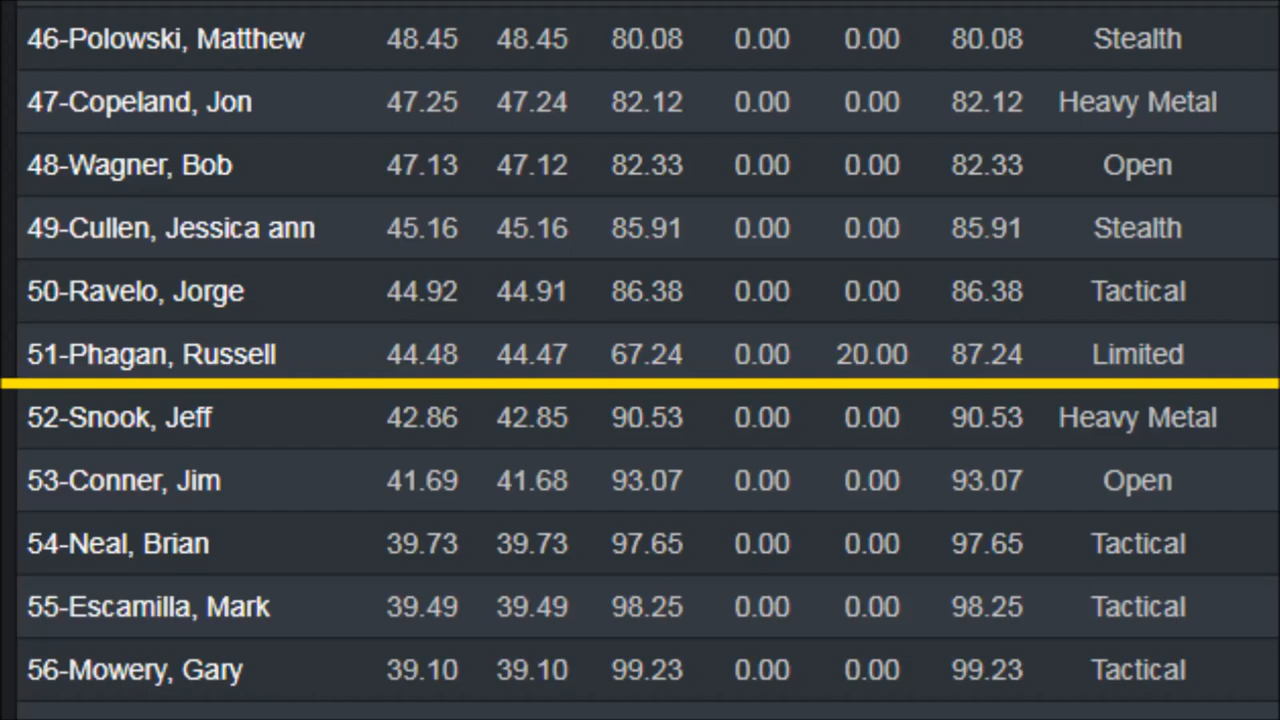 46-Polowski, Matthew 48.45 48.45 80.08 0.00 0.00 80.08 Stealth
47-Copeland, Jon 47.25 47.24 82.12 0.00 0.00 82.12 Heavy Metal
48-Wagner, Bob 47.13 47.12 82.33 0.00 0.00 82.33 Open
49-Cullen, Jessica ann 45.16 45.16 85.91 0.00 0.00 85.91 Stealth
50-Ravelo, Jorge 44.92 44.91 86.38 0.00 0.00 86.38 Tactical
51-Phagan, Russell 44.48 44.47 67.24 0.00 20.00 87.24 Limited
52-Snook, Jeff 42.86 42.85 90.53 0.00 0.00 90.53 Heavy Metal
53-Conner, Jim 41.69 41.68 93.07 0.00 0.00 93.07 Open
54-Neal, Brian 39.73 39.73 97.65 0.00 0.00 97.65 Tactical
55-Escamilla, Mark 39.49 39.49 98.25 0.00 0.00 98.25 Tactical
56-Mowery, Gary 39.10 39.10 99.23 0.00 0.00 99.23 Tactical